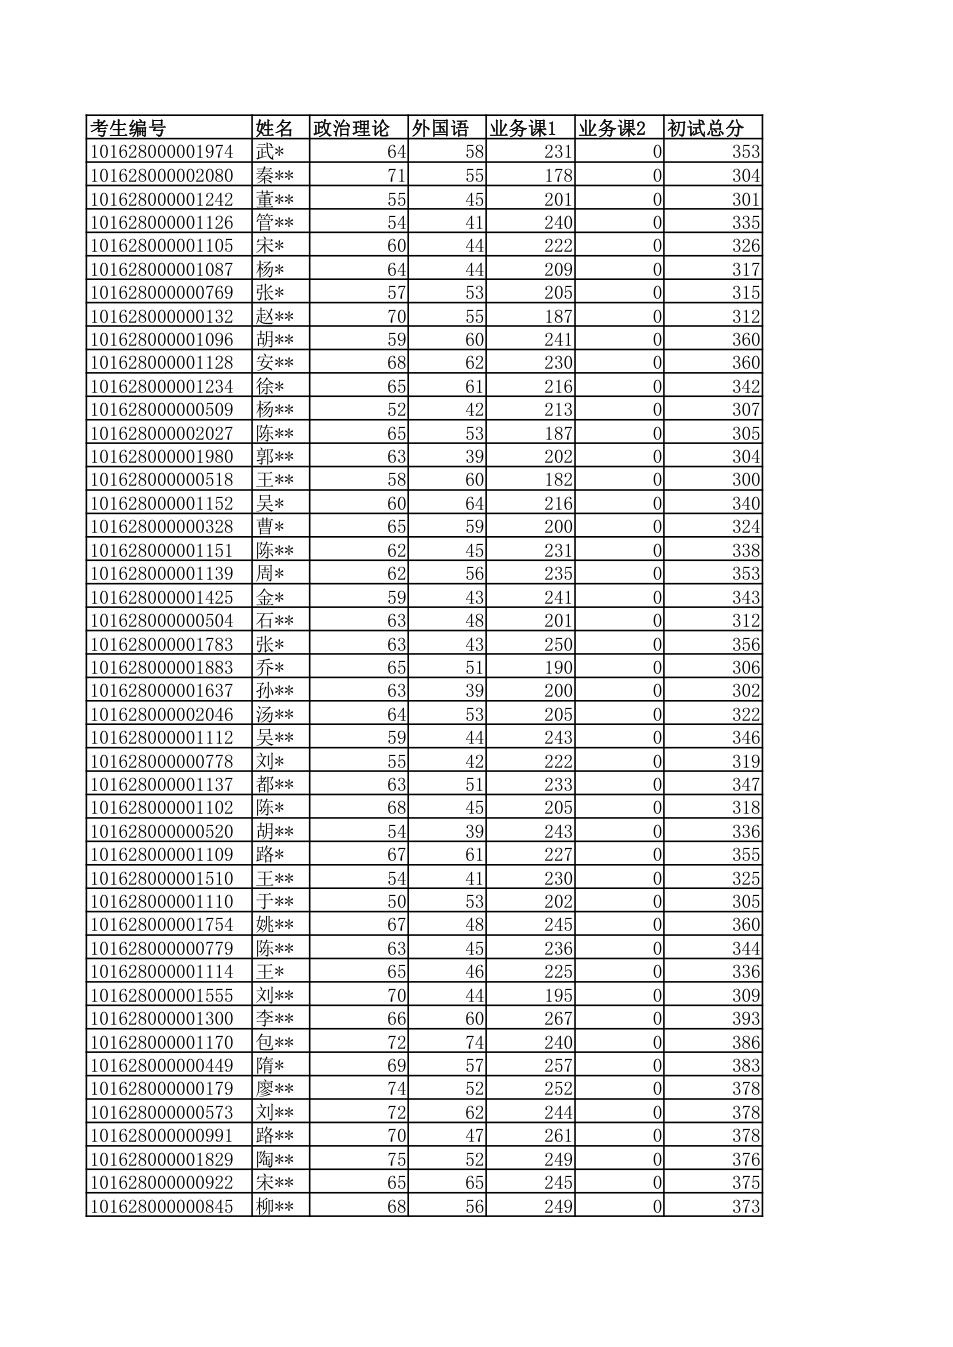 考生编号 姓名 政治理论 外国语 业务课1 业务课2 初试总分
101628000001974 武* 64 58 231 0 353
101628000002080 秦** 71 55 178 0 304
101628000001242 董** 55 45 201 0 301
101628000001126 管** 54 41 240 0 335
101628000001105 宋* 60 44 222 0 326
101628000001087 杨* 64 44 209 0 317
101628000000769 张* 57 53 205 0 315
101628000000132 赵** 70 55 187 0 312
101628000001096 胡** 59 60 241 0 360
101628000001128 安** 68 62 230 0 360
101628000001234 徐* 65 61 216 0 342
101628000000509 杨** 52 42 213 0 307
101628000002027 陈** 65 53 187 0 305
101628000001980 郭** 63 39 202 0 304
101628000000518 王** 58 60 182 0 300
101628000001152 吴* 60 64 216 0 340
101628000000328 曹* 65 59 200 0 324
101628000001151 陈** 62 45 231 0 338
101628000001139 周* 62 56 235 0 353
101628000001425 金* 59 43 241 0 343
101628000000504 石** 63 48 201 0 312
101628000001783 张* 63 43 250 0 356
101628000001883 乔* 65 51 190 0 306
101628000001637 孙** 63 39 200 0 302
101628000002046 汤** 64 53 205 0 322
101628000001112 吴** 59 44 243 0 346
101628000000778 刘* 55 42 222 0 319
101628000001137 都** 63 51 233 0 347
101628000001102 陈* 68 45 205 0 318
101628000000520 胡** 54 39 243 0 336
101628000001109 路* 67 61 227 0 355
101628000001510 王** 54 41 230 0 325
101628000001110 于** 50 53 202 0 305
101628000001754 姚** 67 48 245 0 360
101628000000779 陈** 63 45 236 0 344
101628000001114 王* 65 46 225 0 336
101628000001555 刘** 70 44 195 0 309
101628000001300 李** 66 60 267 0 393
101628000001170 包** 72 74 240 0 386
101628000000449 隋* 69 57 257 0 383
101628000000179 廖** 74 52 252 0 378
101628000000573 刘** 72 62 244 0 378
101628000000991 路** 70 47 261 0 378
101628000001829 陶** 75 52 249 0 376
101628000000922 宋** 65 65 245 0 375
101628000000845 柳** 68 56 249 0 373